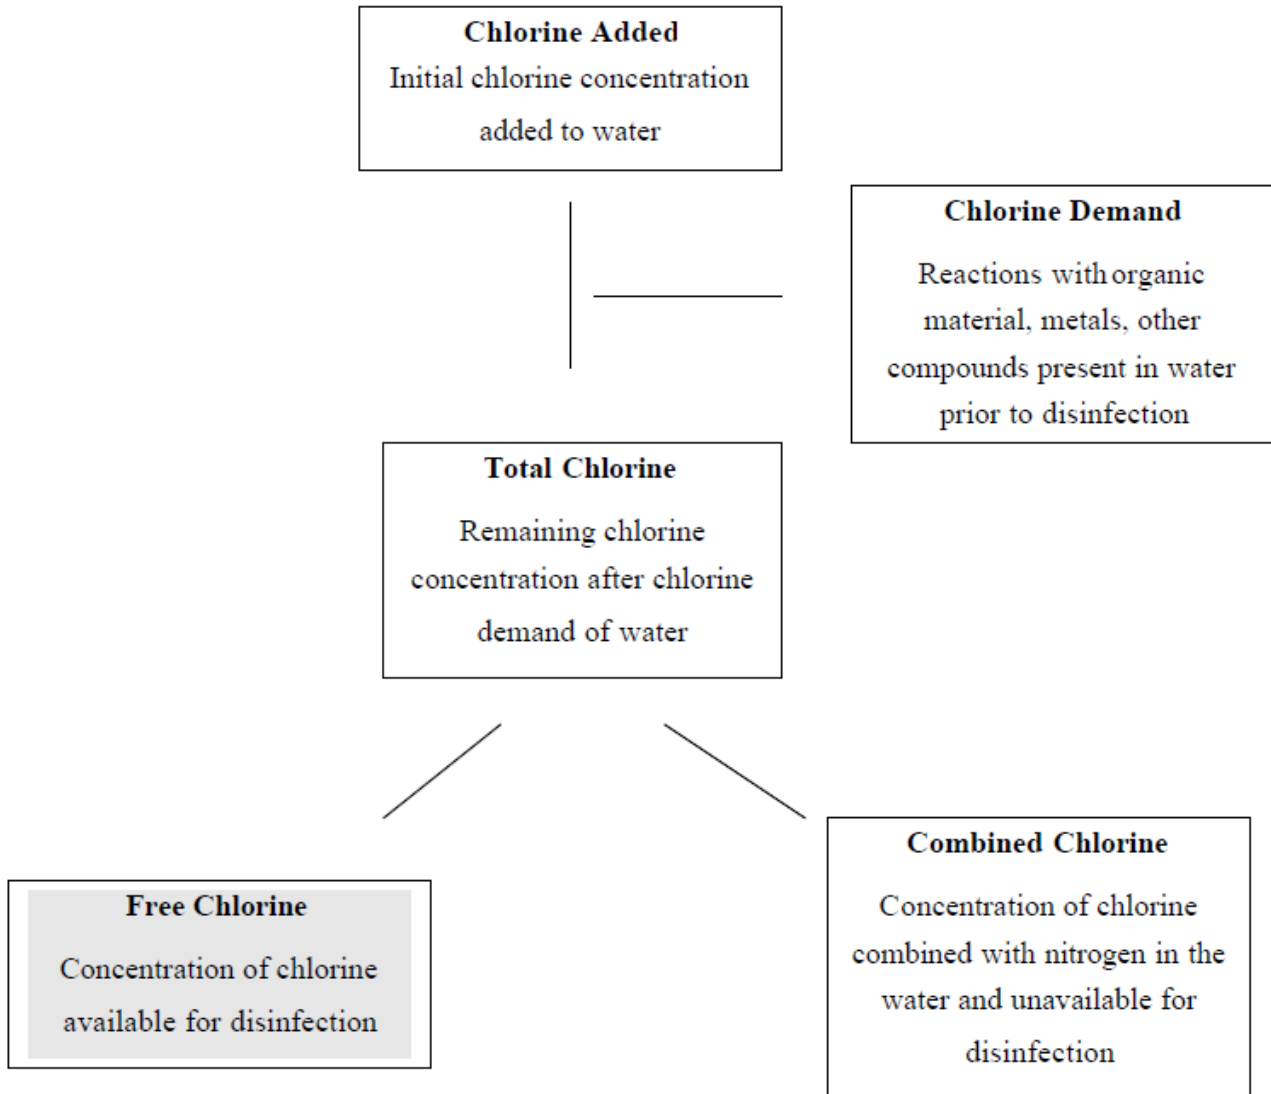 Chlorine Added
Initial chlorine concentration
added to water
Chlorine Demand
Reactions with organic
material, metals, other
compounds present in water
prior to disinfection
Total Chlorine
Remaining chlorine
concentration after chlorine
demand of water
Free Chlorine
Concentration of chlorine
available for disinfection
Combined Chlorine
Concentration of chlorine
combined with nitrogen in the
water and unavailable for
disinfection